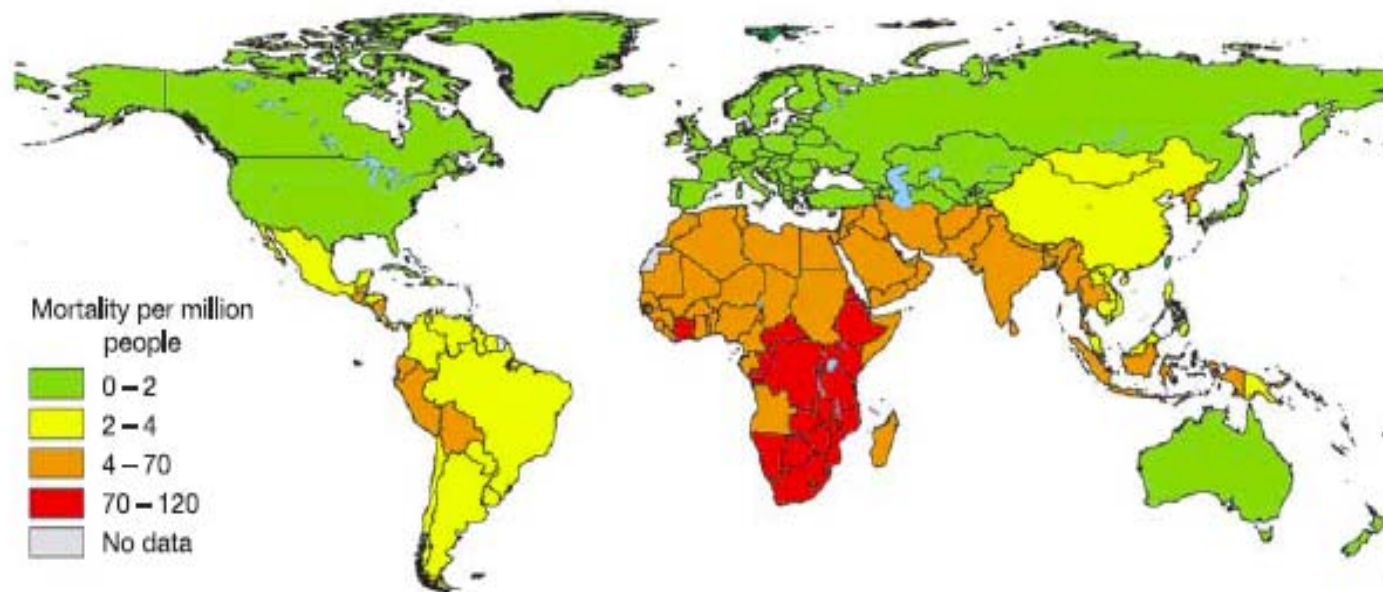 Mortality per million
people
0–2
2–4
4–70
70–120
No data